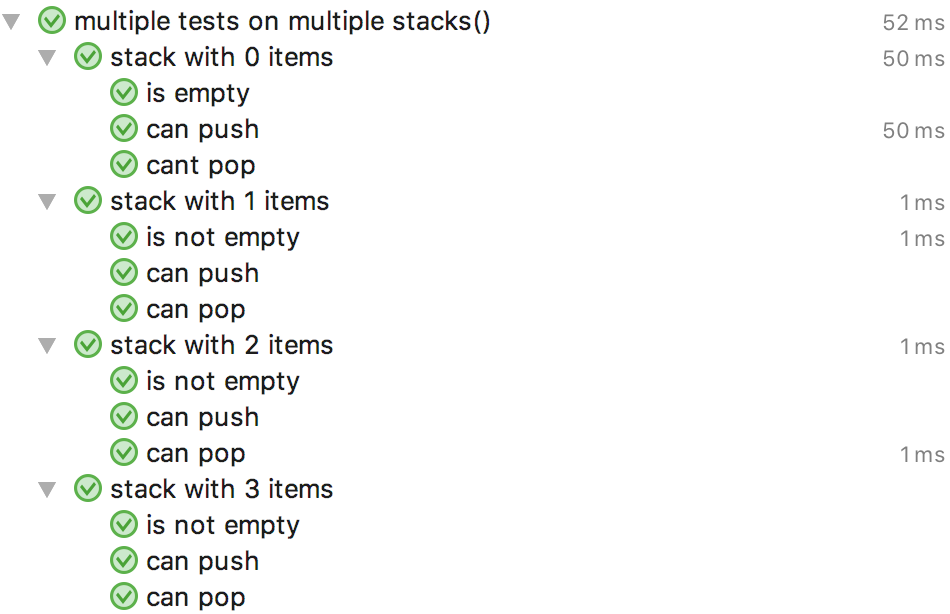 multiple tests on multiple stacks() 52 ms
stack with 0 items 50 ms
is empty
can push 50 ms
cant pop
stack with 1 items 1 ms
is not empty 1 ms
can push
can pop
stack with 2 items 1 ms
is not empty
can push
can pop 1 ms
stack with 3 items
is not empty
can push
can pop